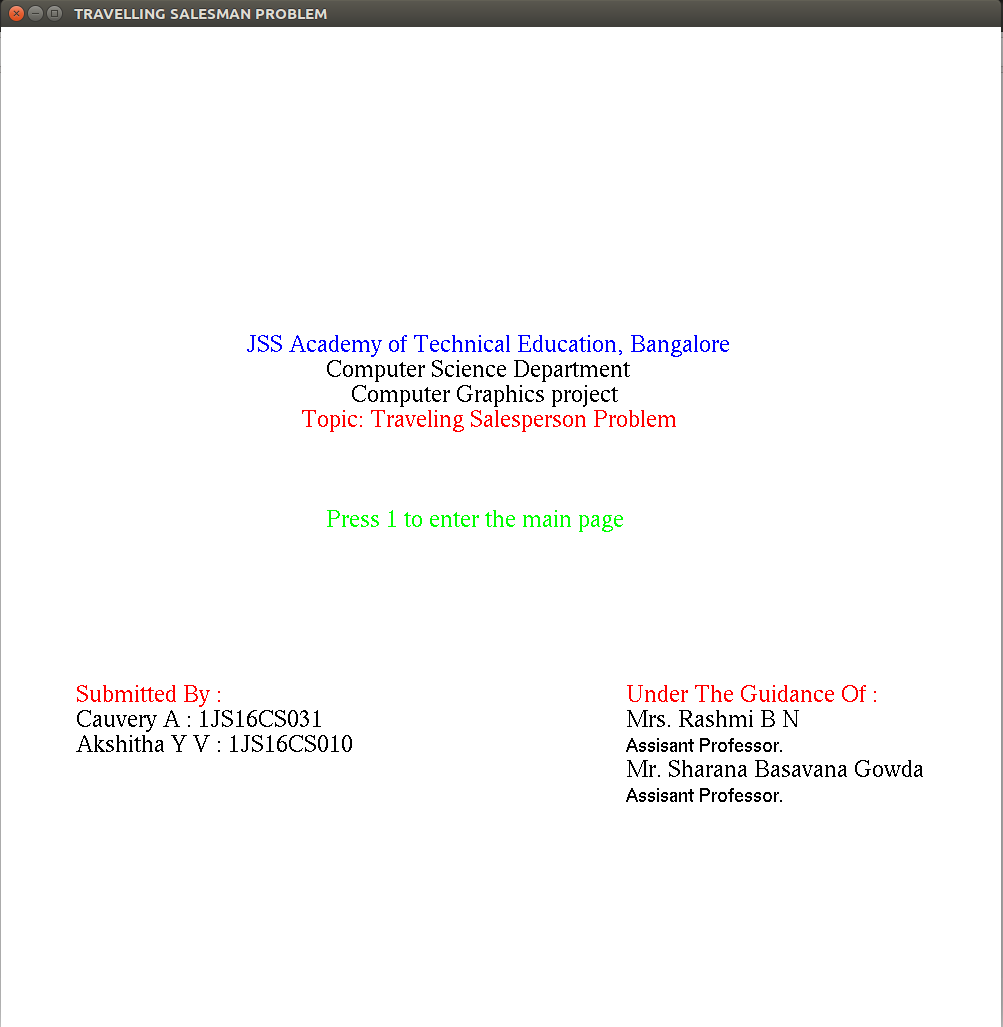 TRAVELLING SALESMAN PROBLEM
JSS Academy of Technical Education, Bangalore
Computer Science Department
Computer Graphics project
Topic: Traveling Salesperson Problem
Press 1 to enter the main page
Submitted By :
Cauvery A : 1JS16CS031
Akshitha Y V : 1JS16CS010
Under The Guidance Of :
Mrs. Rashmi B N
Assisant Professor.
Mr. Sharana Basavana Gowda
Assisant Professor.